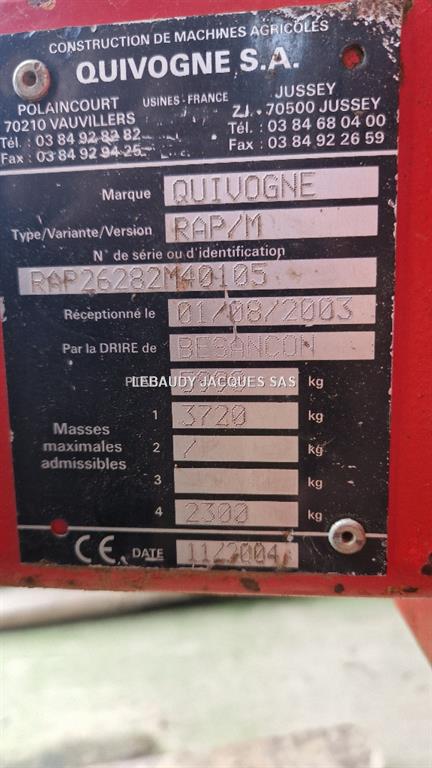 CONSTRUCTION DE MACHINES AGRICOLES
QUIVOGNE S.A.
POLAINCOURT USINES - FRANCE JUSSEY
70210 VAUVILLERS Z.I. 70500 JUSSEY
Tél. : 03 84 92 82 82 Tél. : 03 84 68 04 00
Fax : 03 84 92 94 25 Fax : 03 84 92 26 59
Marque QUIVOGNE
Type/Variante/Version RAP/M
N° de série ou d'identification
RAP26282M40105
Réceptionné le 01/08/2003
Par la DRIRE de BESANCON
LEBAUDY JACQUES SAS kg
1 3720 kg
Masses maximales admissibles 2 / kg
3 kg
4 2300 kg
CE DATE 11/2004